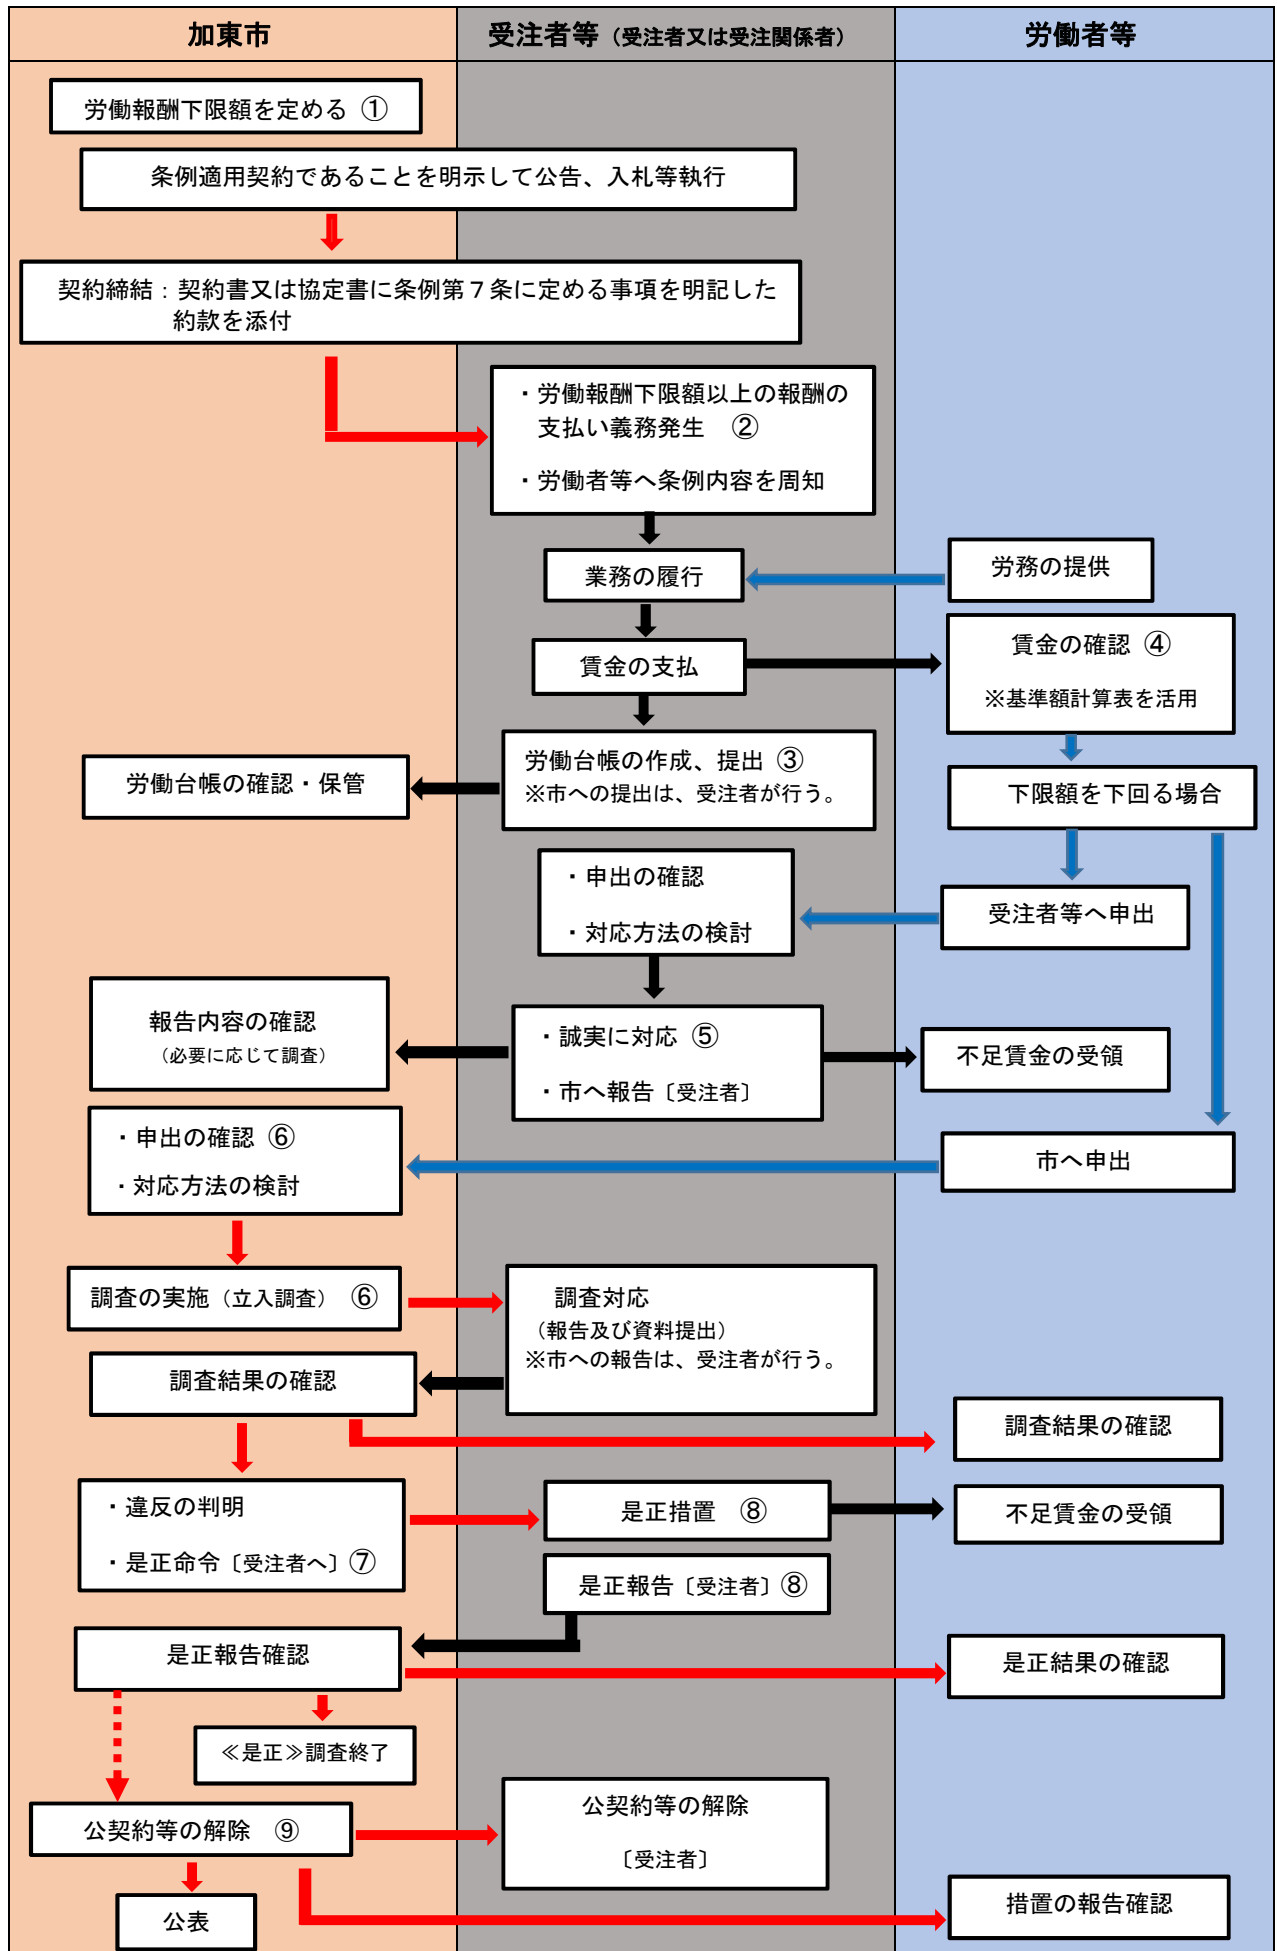 加東市
受注者等（受注者又は受注関係者）
労働者等
労働報酬下限額を定める ①
条例適用契約であることを明示して公告、入札等執行
契約締結：契約書又は協定書に条例第７条に定める事項を明記した
約款を添付
・労働報酬下限額以上の報酬の
支払い義務発生 ②
・労働者等へ条例内容を周知
業務の履行
労務の提供
賃金の支払
賃金の確認 ④
※基準額計算表を活用
労働台帳の作成、提出 ③
※市への提出は、受注者が行う。
労働台帳の確認・保管
下限額を下回る場合
・申出の確認
・対応方法の検討
受注者等へ申出
報告内容の確認
（必要に応じて調査）
・誠実に対応 ⑤
・市へ報告〔受注者〕
不足賃金の受領
・申出の確認 ⑥
・対応方法の検討
市へ申出
調査の実施（立入調査） ⑥
調査対応
（報告及び資料提出）
※市への報告は、受注者が行う。
調査結果の確認
調査結果の確認
・違反の判明
・是正命令〔受注者へ〕⑦
是正措置 ⑧
不足賃金の受領
是正報告〔受注者〕⑧
是正報告確認
是正結果の確認
≪是正≫調査終了
公契約等の解除 ⑨
公契約等の解除
〔受注者〕
公表
措置の報告確認